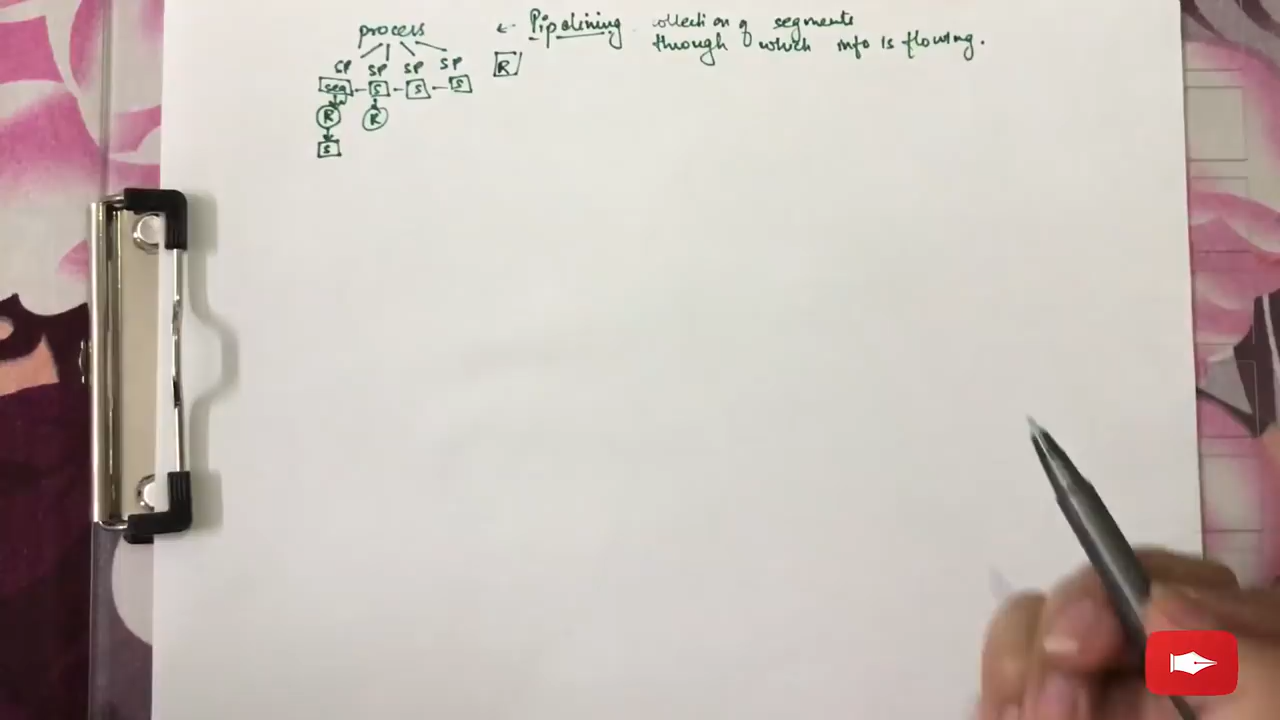 process ← Pipelining collection of segments
through which info is flowing.
SP SP SP SP R
seg S S S
R R
S